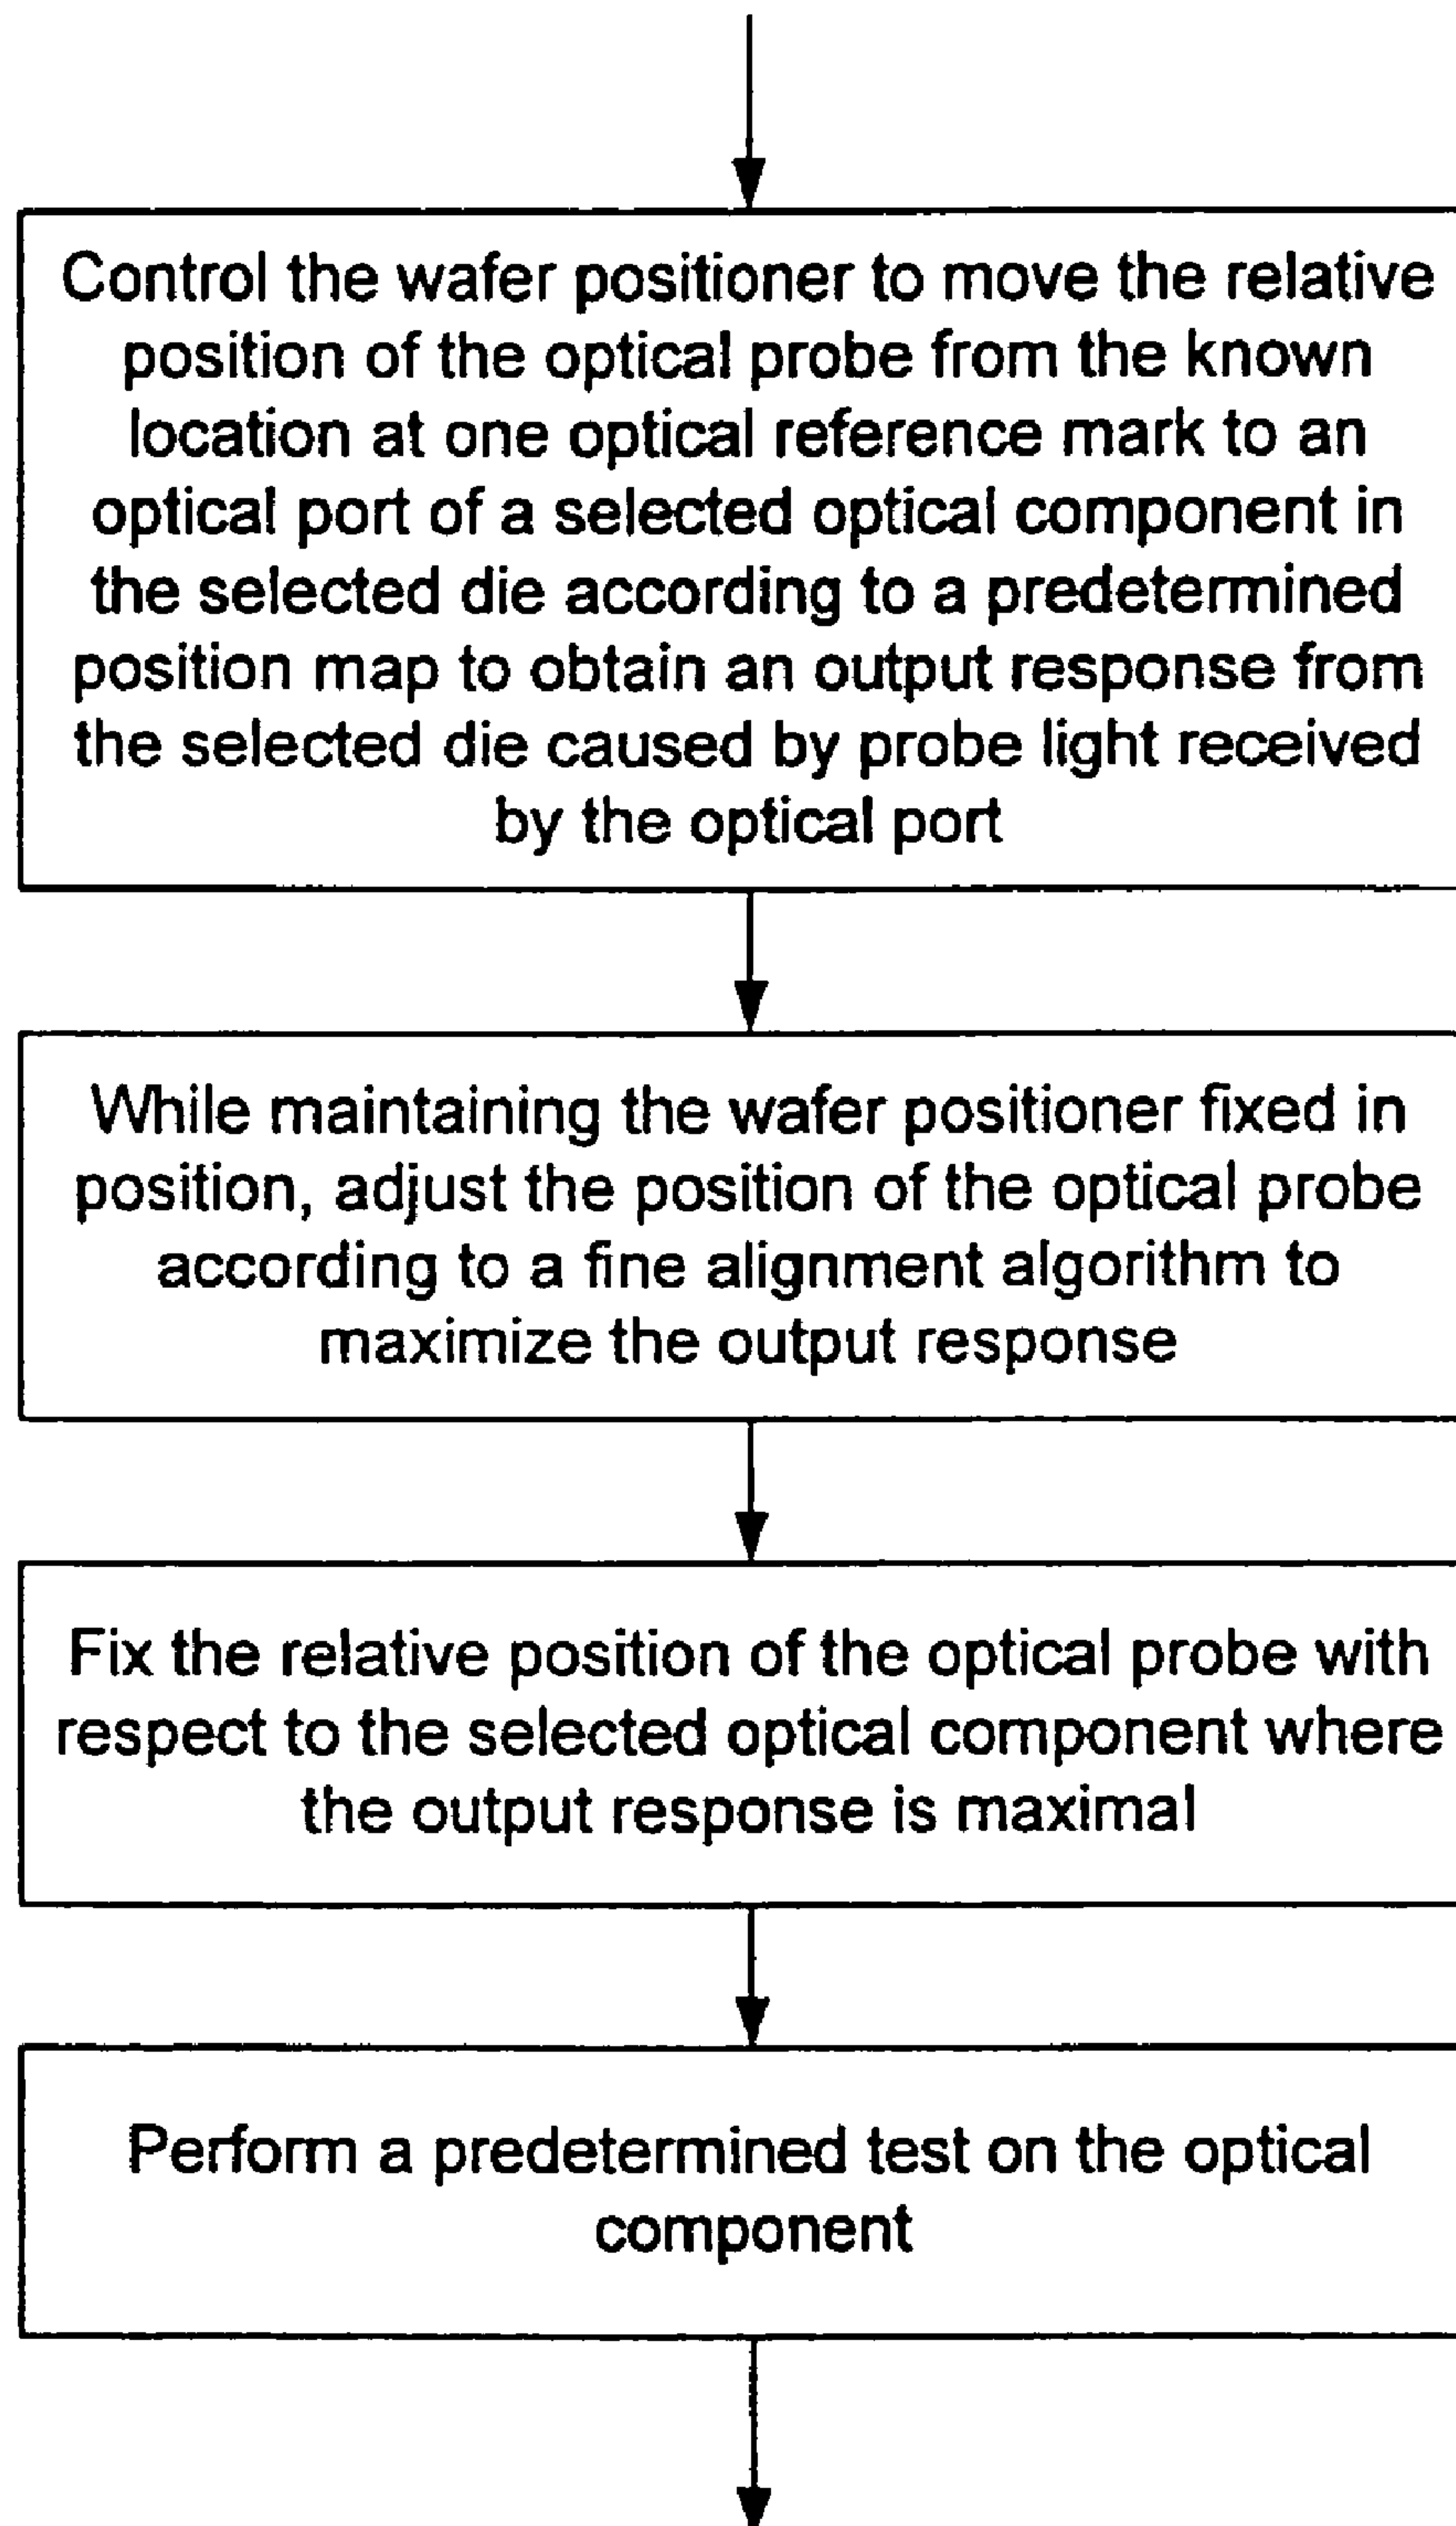 Control the wafer positioner to move the relative
position of the optical probe from the known
location at one optical reference mark to an
optical port of a selected optical component in
the selected die according to a predetermined
position map to obtain an output response from
the selected die caused by probe light received
by the optical port
While maintaining the wafer positioner fixed in
position, adjust the position of the optical probe
according to a fine alignment algorithm to
maximize the output response
Fix the relative position of the optical probe with
respect to the selected optical component where
the output response is maximal
Perform a predetermined test on the optical
component